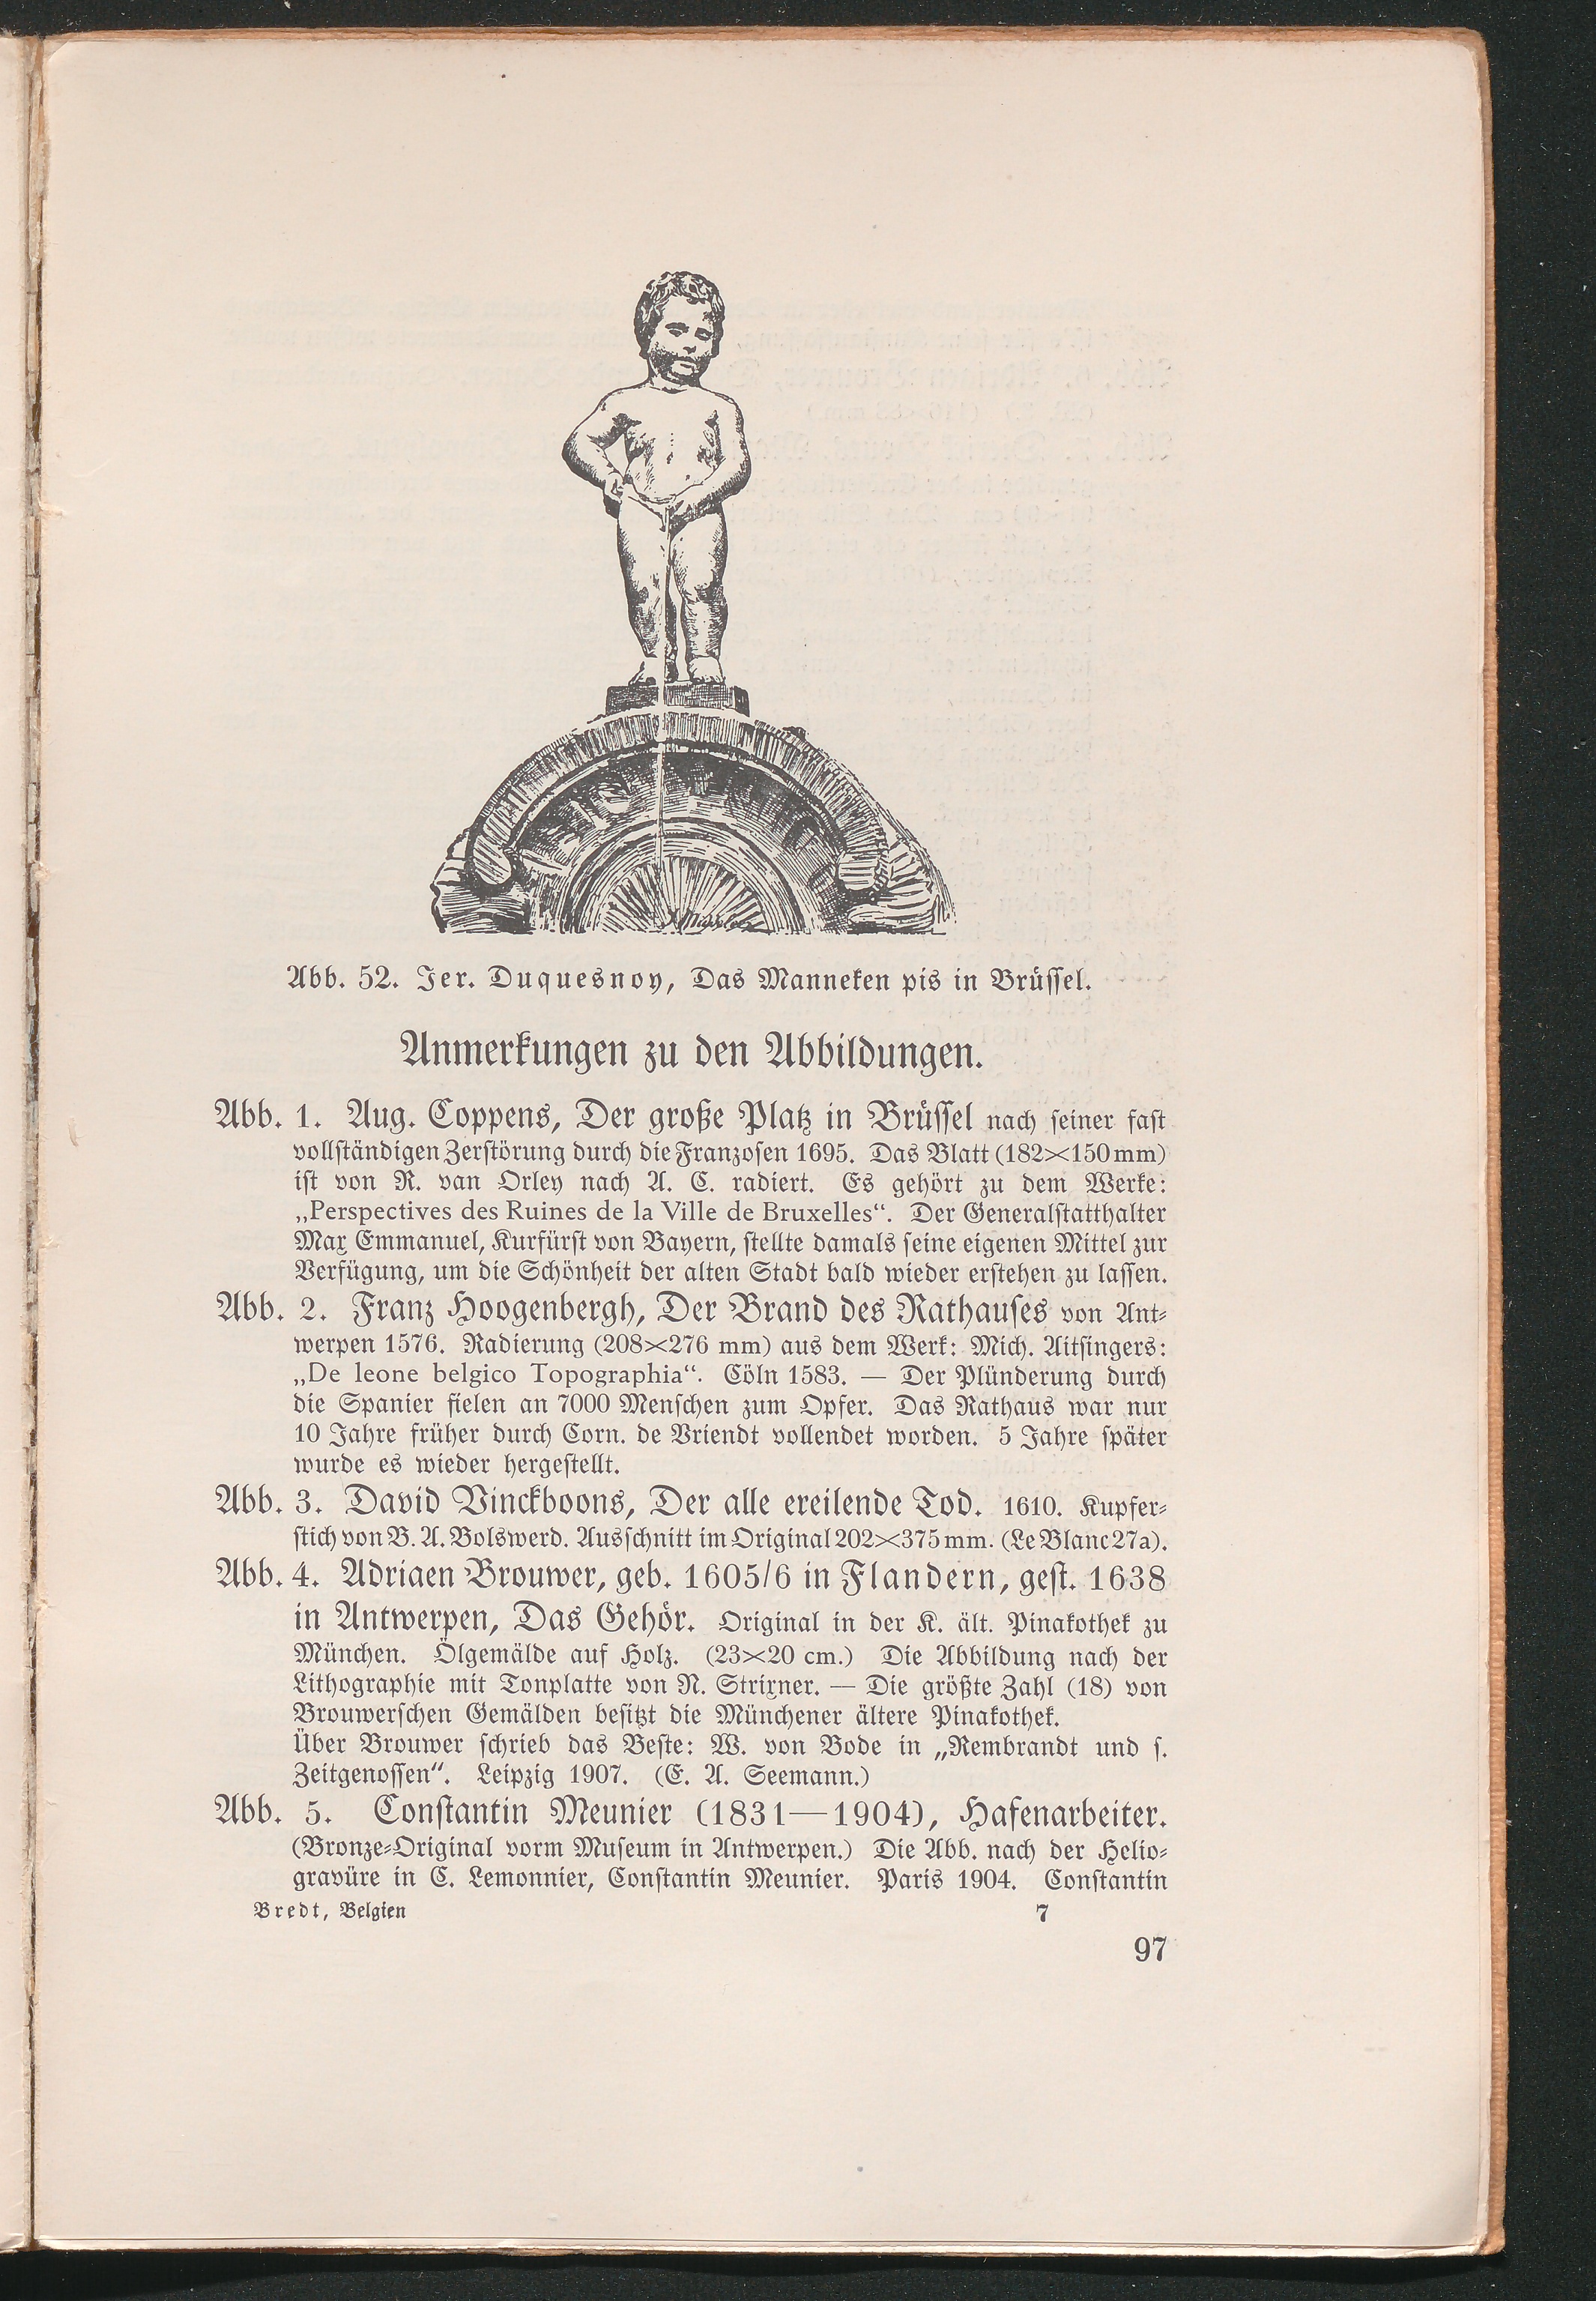 Abb. 52. Jer. Duquesnoy, Das Manneken pis in Brüssel.
Anmerkungen zu den Abbildungen.
Abb. 1. Aug. Coppens, Der große Platz in Brüssel nach seiner fast
vollständigen Zerstörung durch die Franzosen 1695. Das Blatt (182×150 mm)
ist von R. van Orley nach A. C. radiert. Es gehört zu dem Werke:
„Perspectives des Ruines de la Ville de Bruxelles“. Der Generalstatthalter
Max Emmanuel, Kurfürst von Bayern, stellte damals seine eigenen Mittel zur
Verfügung, um die Schönheit der alten Stadt bald wieder erstehen zu lassen.
Abb. 2. Franz Hoogenbergh, Der Brand des Rathauses von Ant-
werpen 1576. Radierung (208×276 mm) aus dem Werk: Mich. Aitsingers:
„De leone belgico Topographia“. Cöln 1583. — Der Plünderung durch
die Spanier fielen an 7000 Menschen zum Opfer. Das Rathaus war nur
10 Jahre früher durch Corn. de Vriendt vollendet worden. 5 Jahre später
wurde es wieder hergestellt.
Abb. 3. David Vinckboons, Der alle ereilende Tod. 1610. Kupfer-
stich von B. A. Bolswerd. Ausschnitt im Original 202×375 mm. (Le Blanc 27a).
Abb. 4. Adriaen Brouwer, geb. 1605/6 in Flandern, gest. 1638
in Antwerpen, Das Gehör. Original in der K. ält. Pinakothek zu
München. Ölgemälde auf Holz. (23×20 cm.) Die Abbildung nach der
Lithographie mit Tonplatte von N. Strixner. — Die größte Zahl (18) von
Brouwerschen Gemälden besitzt die Münchener ältere Pinakothek.
Über Brouwer schrieb das Beste: W. von Bode in „Rembrandt und s.
Zeitgenossen“. Leipzig 1907. (E. A. Seemann.)
Abb. 5. Constantin Meunier (1831—1904), Hafenarbeiter.
(Bronze-Original vorm Museum in Antwerpen.) Die Abb. nach der Helio-
gravüre in C. Lemonnier, Constantin Meunier. Paris 1904. Constantin
Bredt, Belgien 7
97